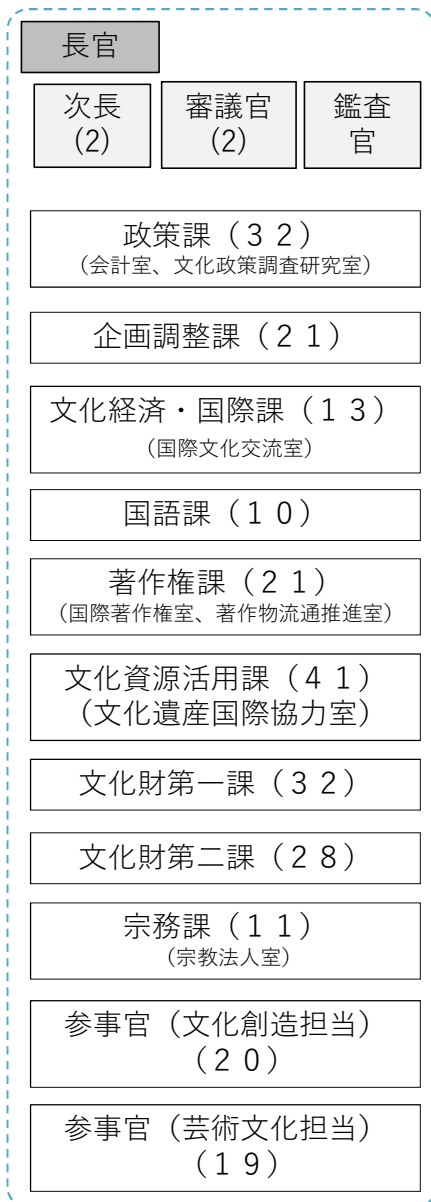 長官
次長
(2)
審議官
(2)
鑑査
官
政策課（３２）
（会計室、文化政策調査研究室）
企画調整課（２１）
文化経済・国際課（１３）
（国際文化交流室）
国語課（１０）
著作権課（２１）
（国際著作権室、著作物流通推進室）
文化資源活用課（４１）
（文化遺産国際協力室）
文化財第一課（３２）
文化財第二課（２８）
宗務課（１１）
（宗教法人室）
参事官（文化創造担当）
（２０）
参事官（芸術文化担当）
（１９）